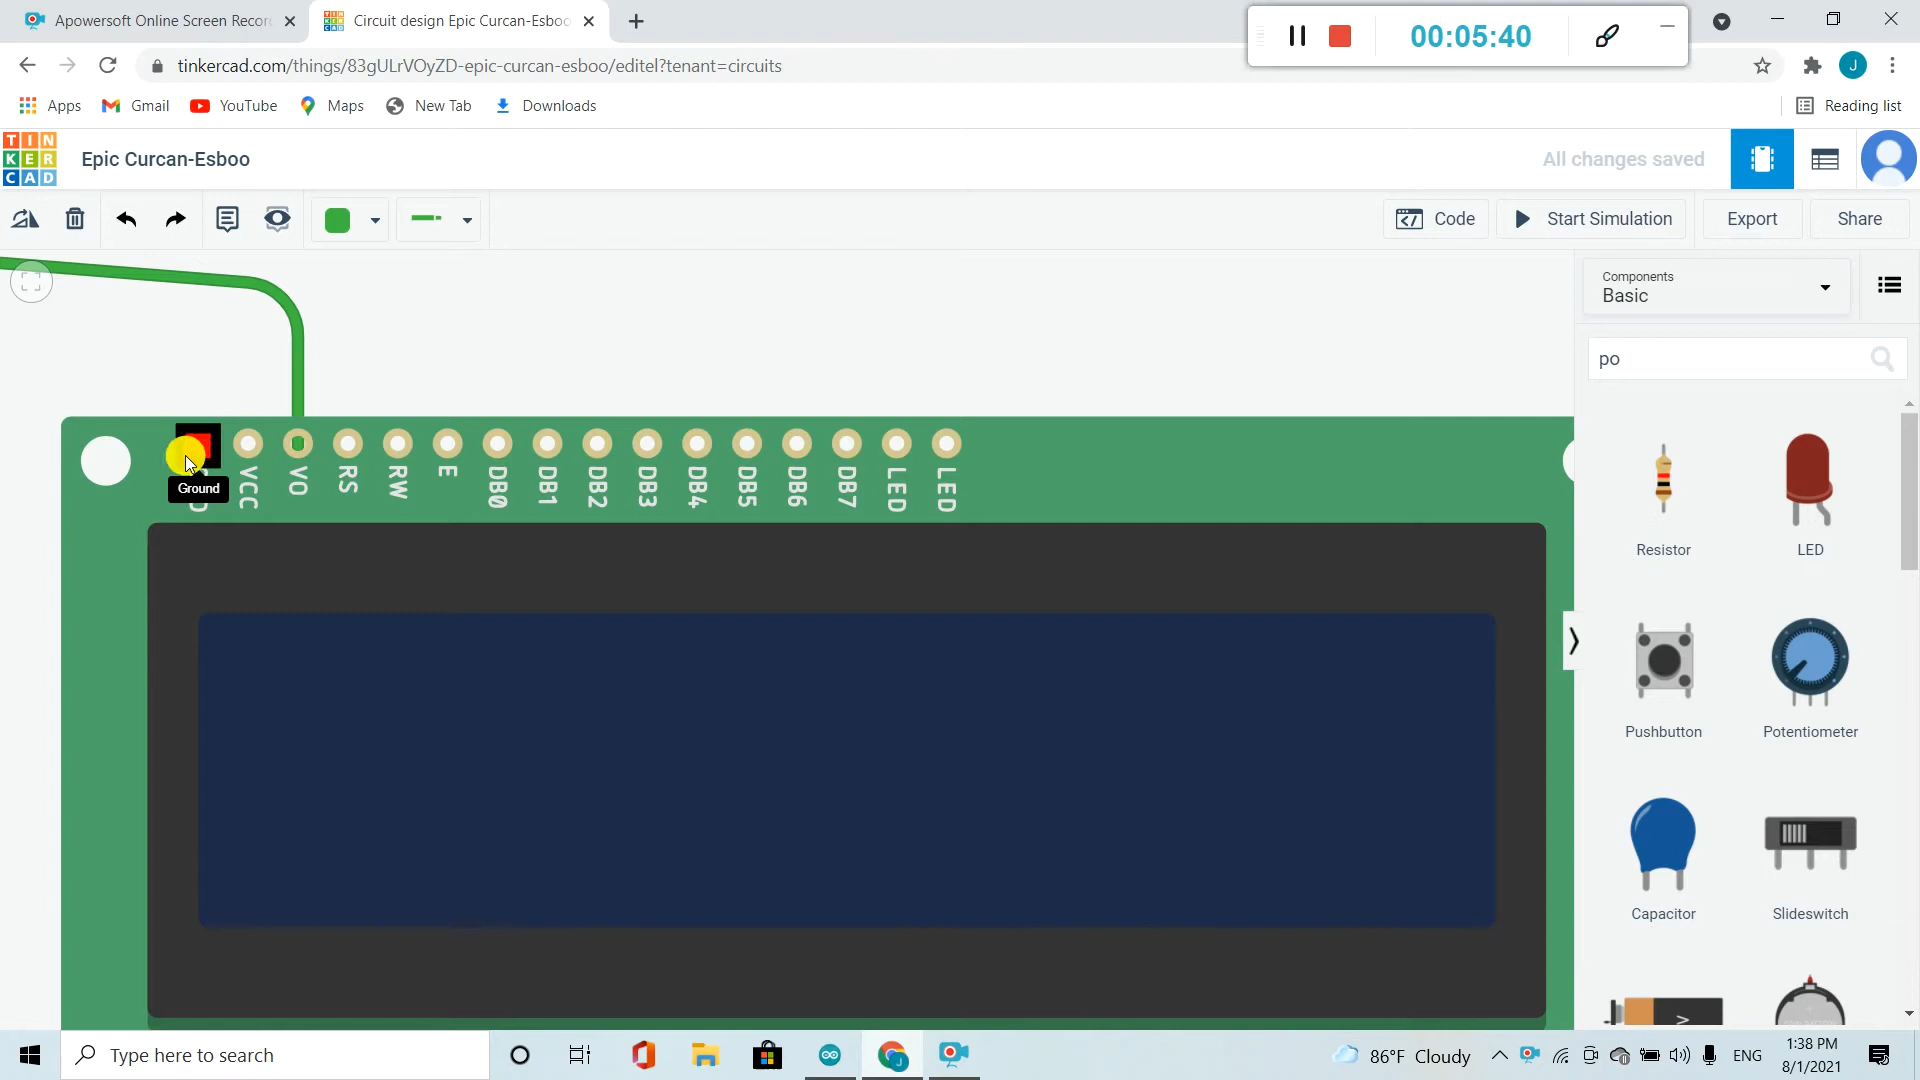 Apowersoft Online Screen Recor
Circuit design Epic Curcan-Esboo
00:05:40
tinkercad.com/things/83gULrVOyZD-epic-curcan-esboo/editel?tenant=circuits
J
Apps
Gmail
YouTube
Maps
New Tab
Downloads
Reading list
TIN
KER
CAD
Epic Curcan-Esboo
All changes saved
Code
Start Simulation
Export
Share
Components
Basic
po
VCC
VO
RS
RW
E
DB0
DB1
DB2
DB3
DB4
DB5
DB6
DB7
LED
LED
Ground
Resistor
LED
Pushbutton
Potentiometer
Capacitor
Slideswitch
Type here to search
86°F Cloudy
ENG
1:38 PM
8/1/2021